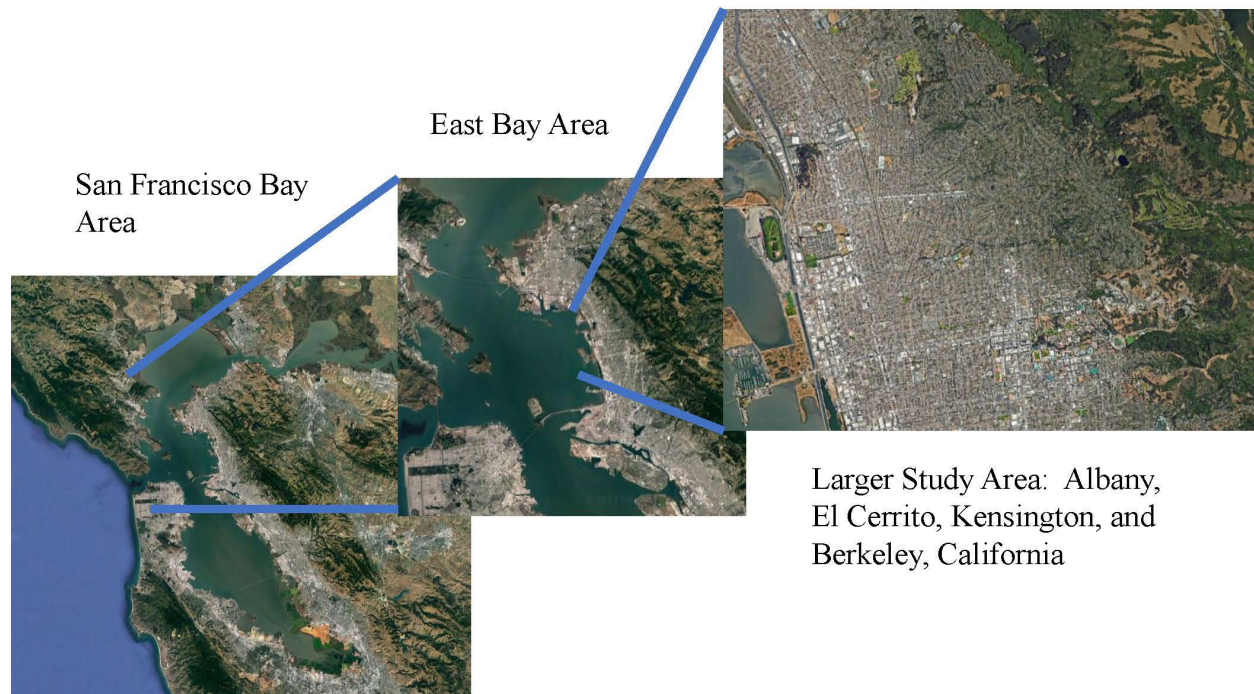 San Francisco Bay
Area
East Bay Area
Larger Study Area:  Albany,
El Cerrito, Kensington, and
Berkeley, California